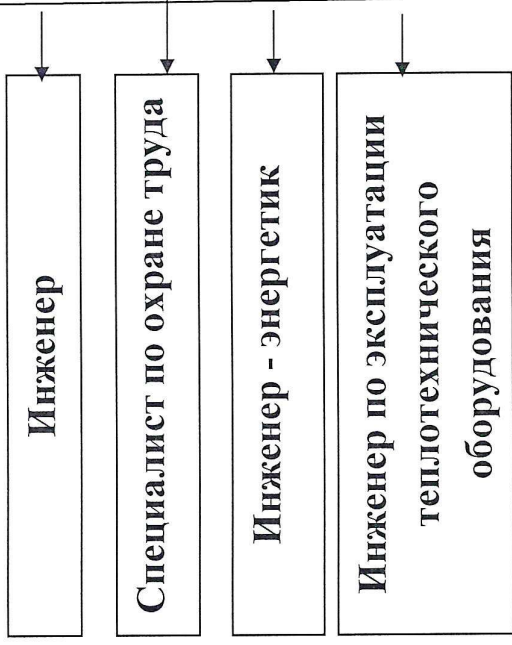 Инженер
Специалист по охране труда
Инженер - энергетик
Инженер по эксплуатации
теплотехнического
оборудования